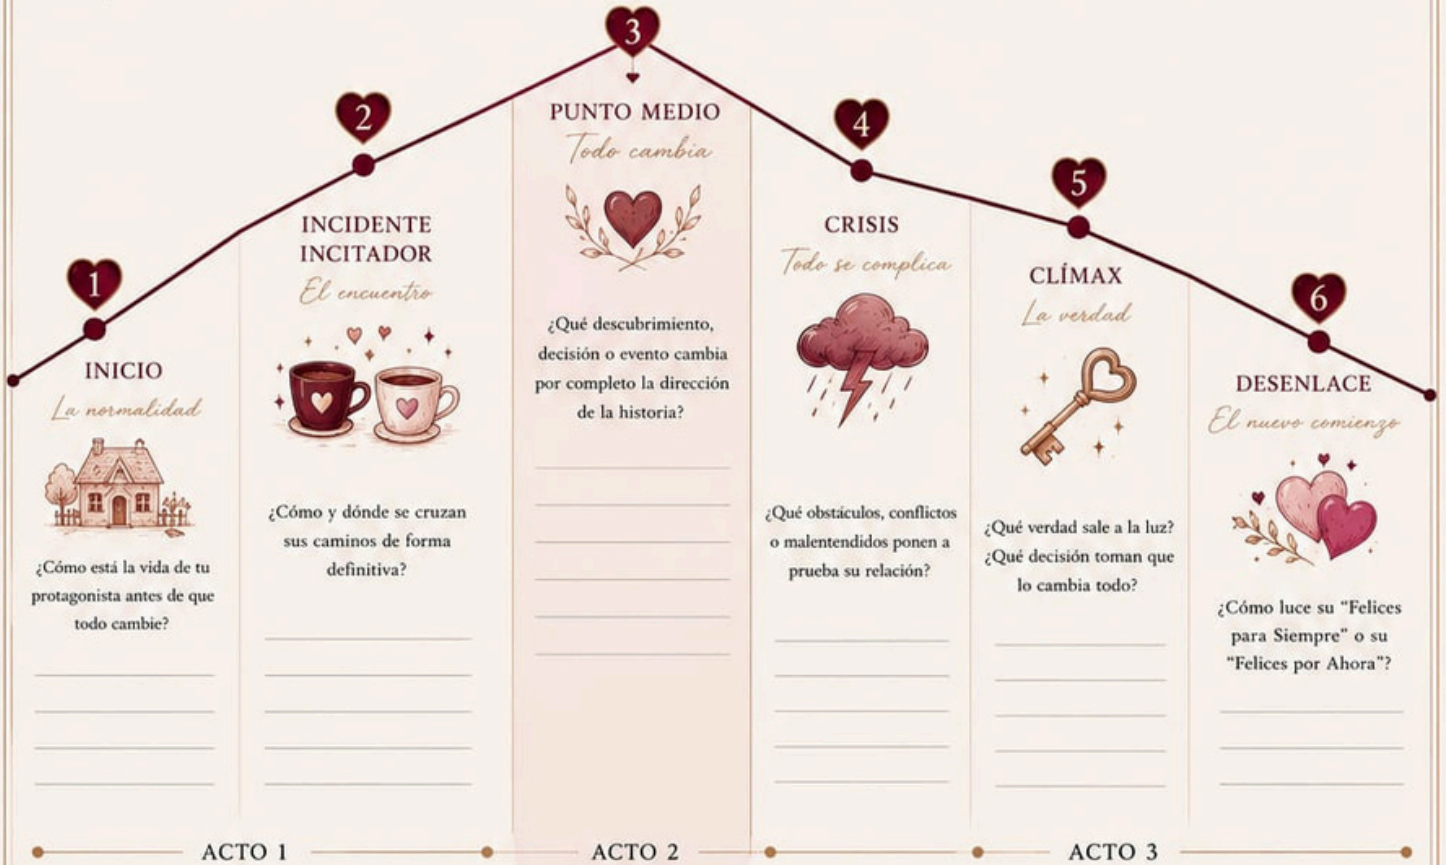 1
INICIO
La normalidad
¿Cómo está la vida de tu
protagonista antes de que
todo cambie?
2
INCIDENTE
INCITADOR
El encuentro
¿Cómo y dónde se cruzan
sus caminos de forma
definitiva?
3
PUNTO MEDIO
Todo cambia
¿Qué descubrimiento,
decisión o evento cambia
por completo la dirección
de la historia?
4
CRISIS
Todo se complica
¿Qué obstáculos, conflictos
o malentendidos ponen a
prueba su relación?
5
CLÍMAX
La verdad
¿Qué verdad sale a la luz?
¿Qué decisión toman que
lo cambia todo?
6
DESENLACE
El nuevo comienzo
¿Cómo luce su “Felices
para Siempre” o su
“Felices por Ahora”?
ACTO 1
ACTO 2
ACTO 3